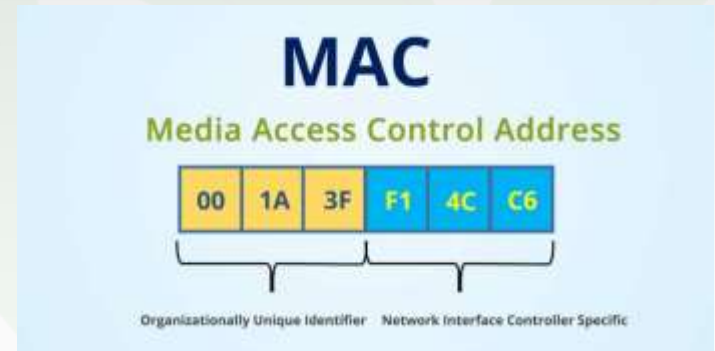 MAC
Media Access Control Address
00 1A 3F F1 4C C6
Organizationally Unique Identifier Network Interface Controller Specific